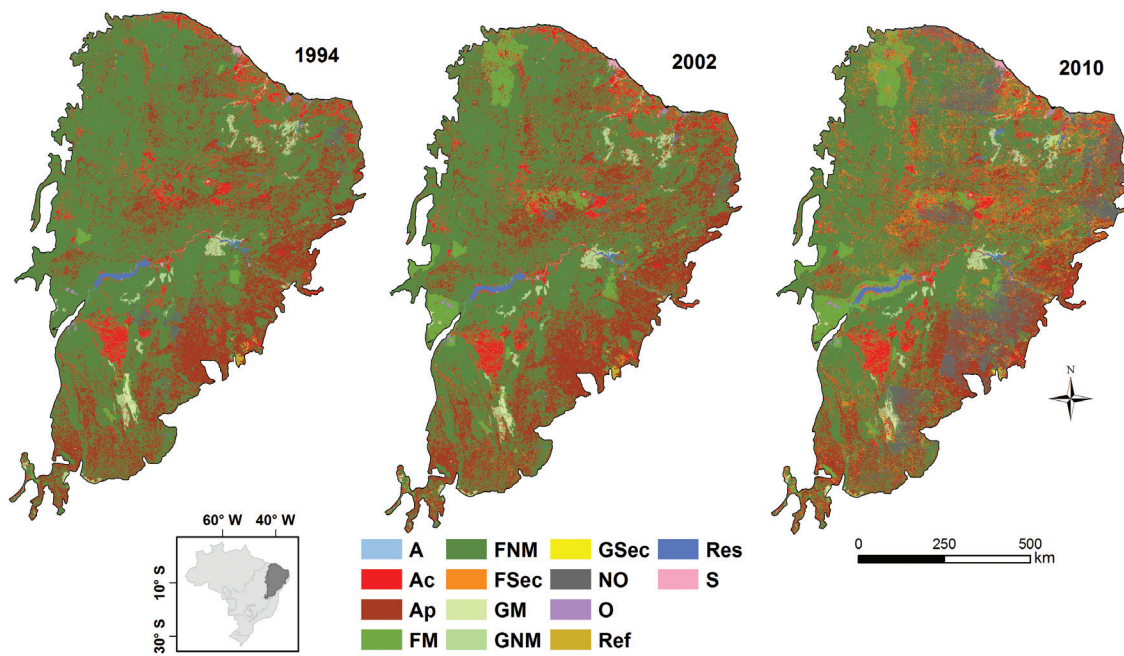 1994
2002
2010
N
60° W 40° W
10° S
30° S
A FNM GSec Res
Ac FSec NO S
Ap GM O
FM GNM Ref
0 250 500
km